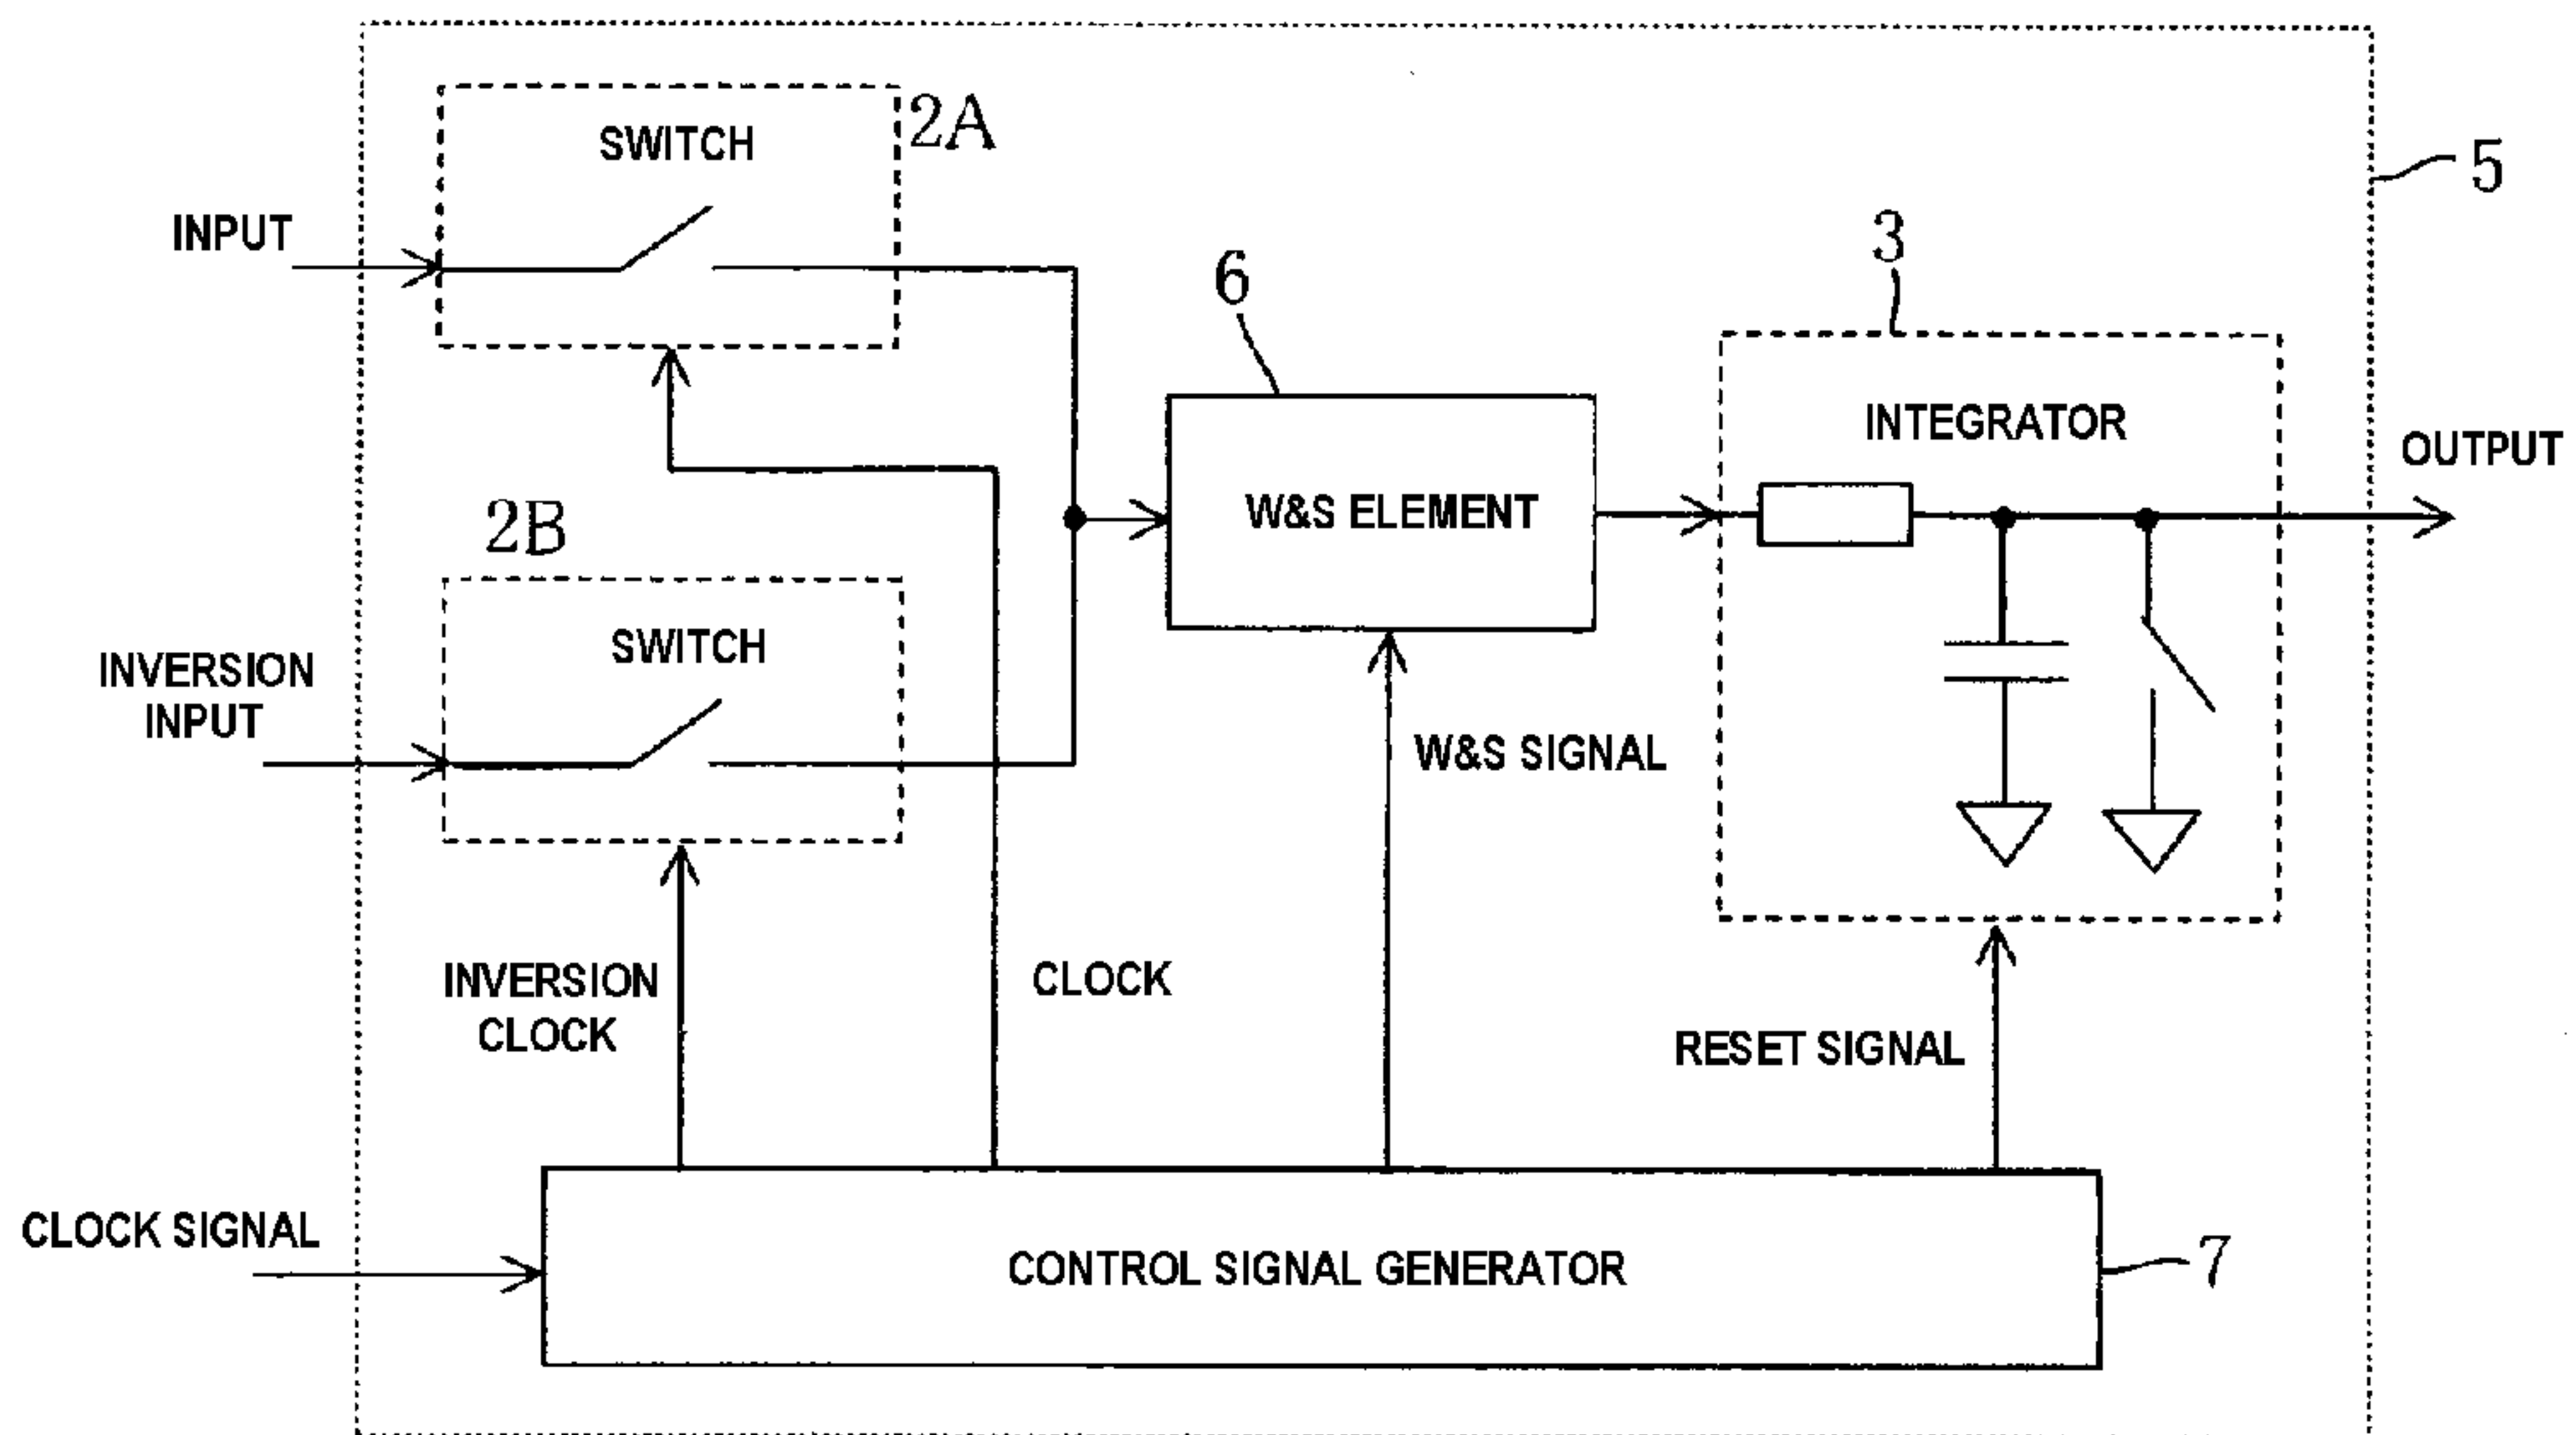 2A
SWITCH
INPUT
5
3
6
INTEGRATOR
OUTPUT
W&S ELEMENT
2B
SWITCH
INVERSION
INPUT
W&S SIGNAL
INVERSION
CLOCK
CLOCK
RESET SIGNAL
CLOCK SIGNAL
CONTROL SIGNAL GENERATOR
7